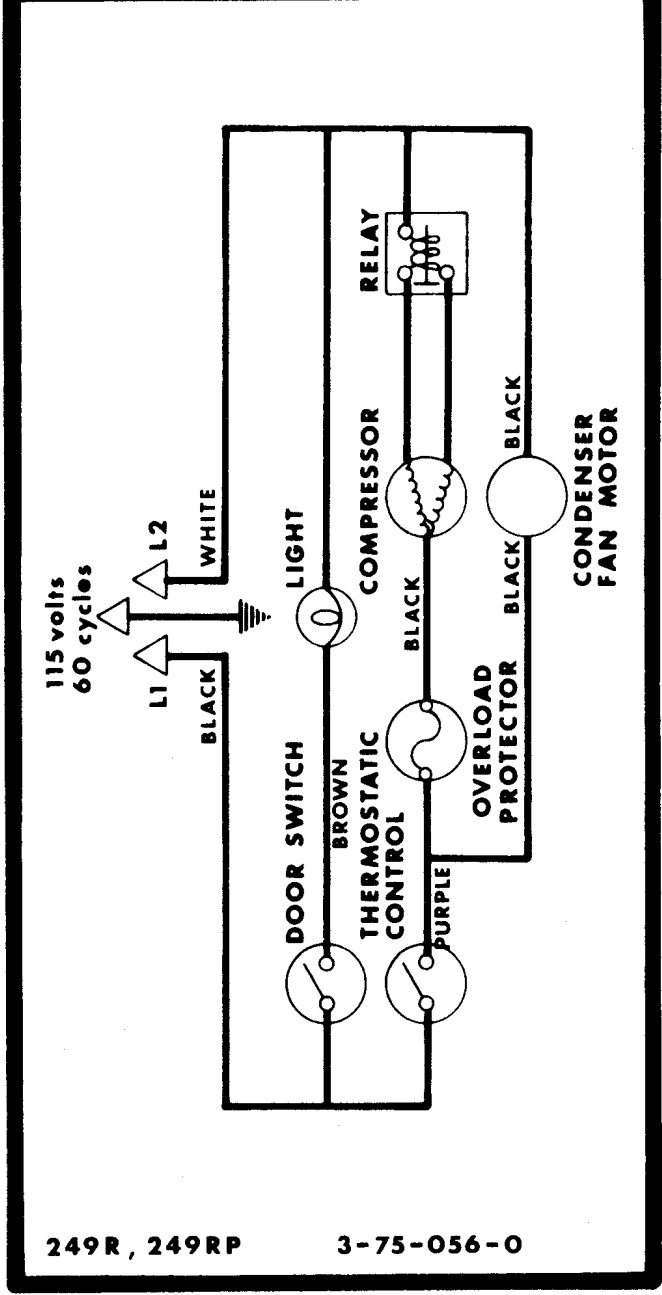 115 volts
60 cycles
L1
L2
BLACK
WHITE
DOOR SWITCH
LIGHT
BROWN
THERMOSTATIC
CONTROL
COMPRESSOR
RELAY
PURPLE
BLACK
OVERLOAD
PROTECTOR
BLACK
BLACK
CONDENSER
FAN MOTOR
249R, 249RP
3-75-056-0